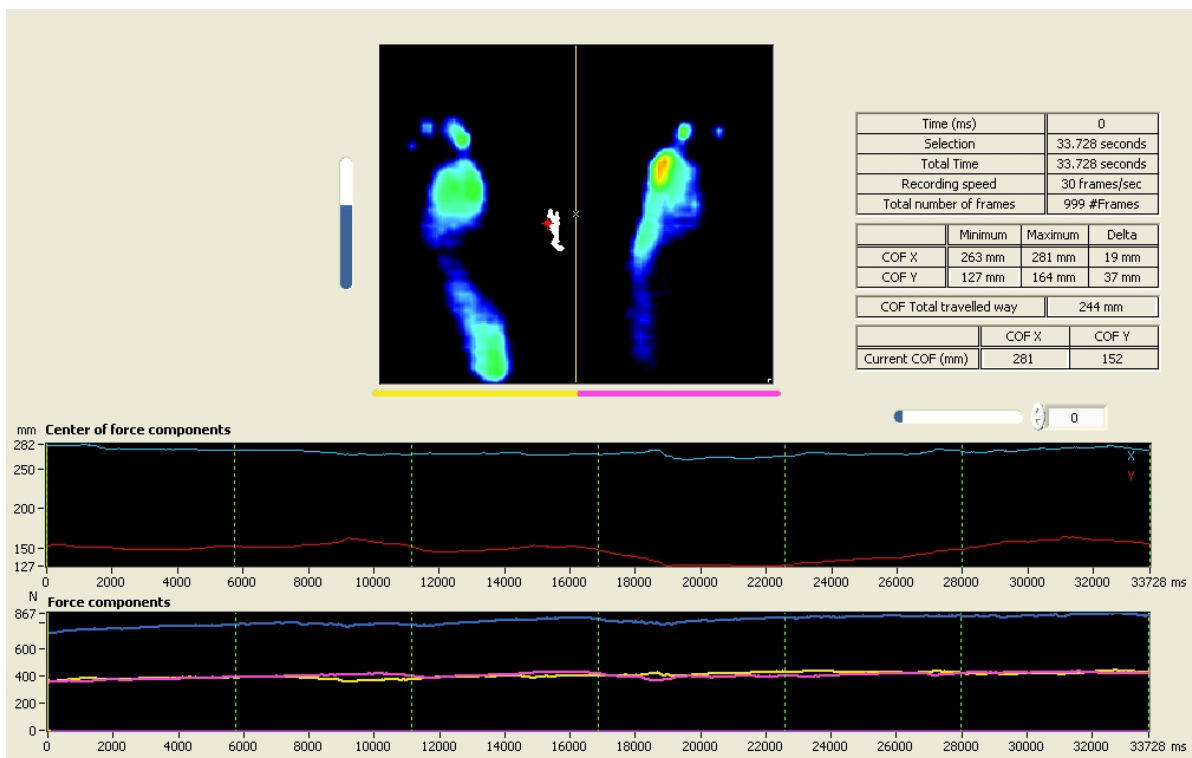 Time (ms) 0
Selection 33.728 seconds
Total Time 33.728 seconds
Recording speed 30 frames/sec
Total number of frames 999 #Frames
Minimum Maximum Delta
COF X 263 mm 281 mm 19 mm
COF Y 127 mm 164 mm 37 mm
COF Total travelled way 244 mm
COF X COF Y
Current COF (mm) 281 152
0
mm Center of force components
282
250
200
150
127
X
Y
0 2000 4000 6000 8000 10000 12000 14000 16000 18000 20000 22000 24000 26000 28000 30000 32000 33728 ms
N Force components
867
600
400
200
0
0 2000 4000 6000 8000 10000 12000 14000 16000 18000 20000 22000 24000 26000 28000 30000 32000 33728 ms